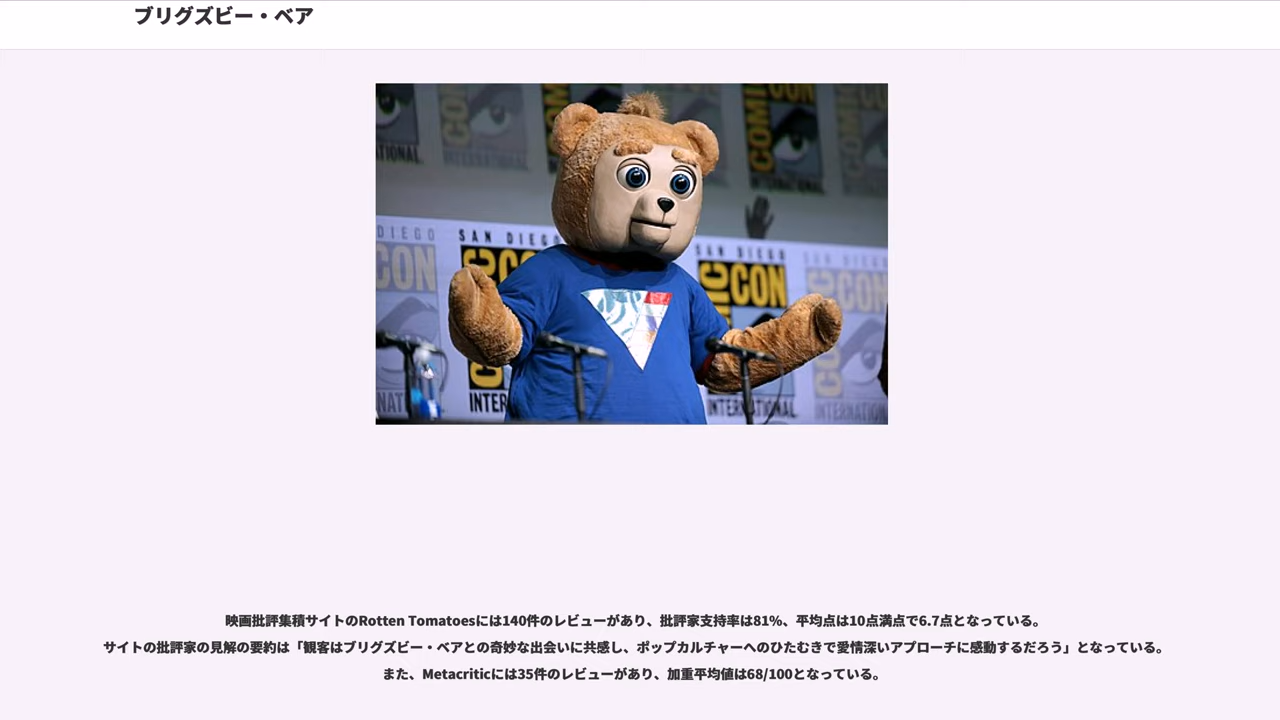 ブリグズビー・ベア
COMIC CON
INTERNATIONAL
SAN DIEGO
COMIC CON
INTERNATIONAL
SAN DIEGO
COMIC CON
INTERNATIONAL
映画批評集積サイトのRotten Tomatoesには140件のレビューがあり、批評家支持率は81%、平均点は10点満点で6.7点となっている。
サイトの批評家の見解の要約は「観客はブリグズビー・ベアとの奇妙な出会いに共感し、ポップカルチャーへのひたむきで愛情深いアプローチに感動するだろう」となっている。
また、Metacriticには35件のレビューがあり、加重平均値は68/100となっている。